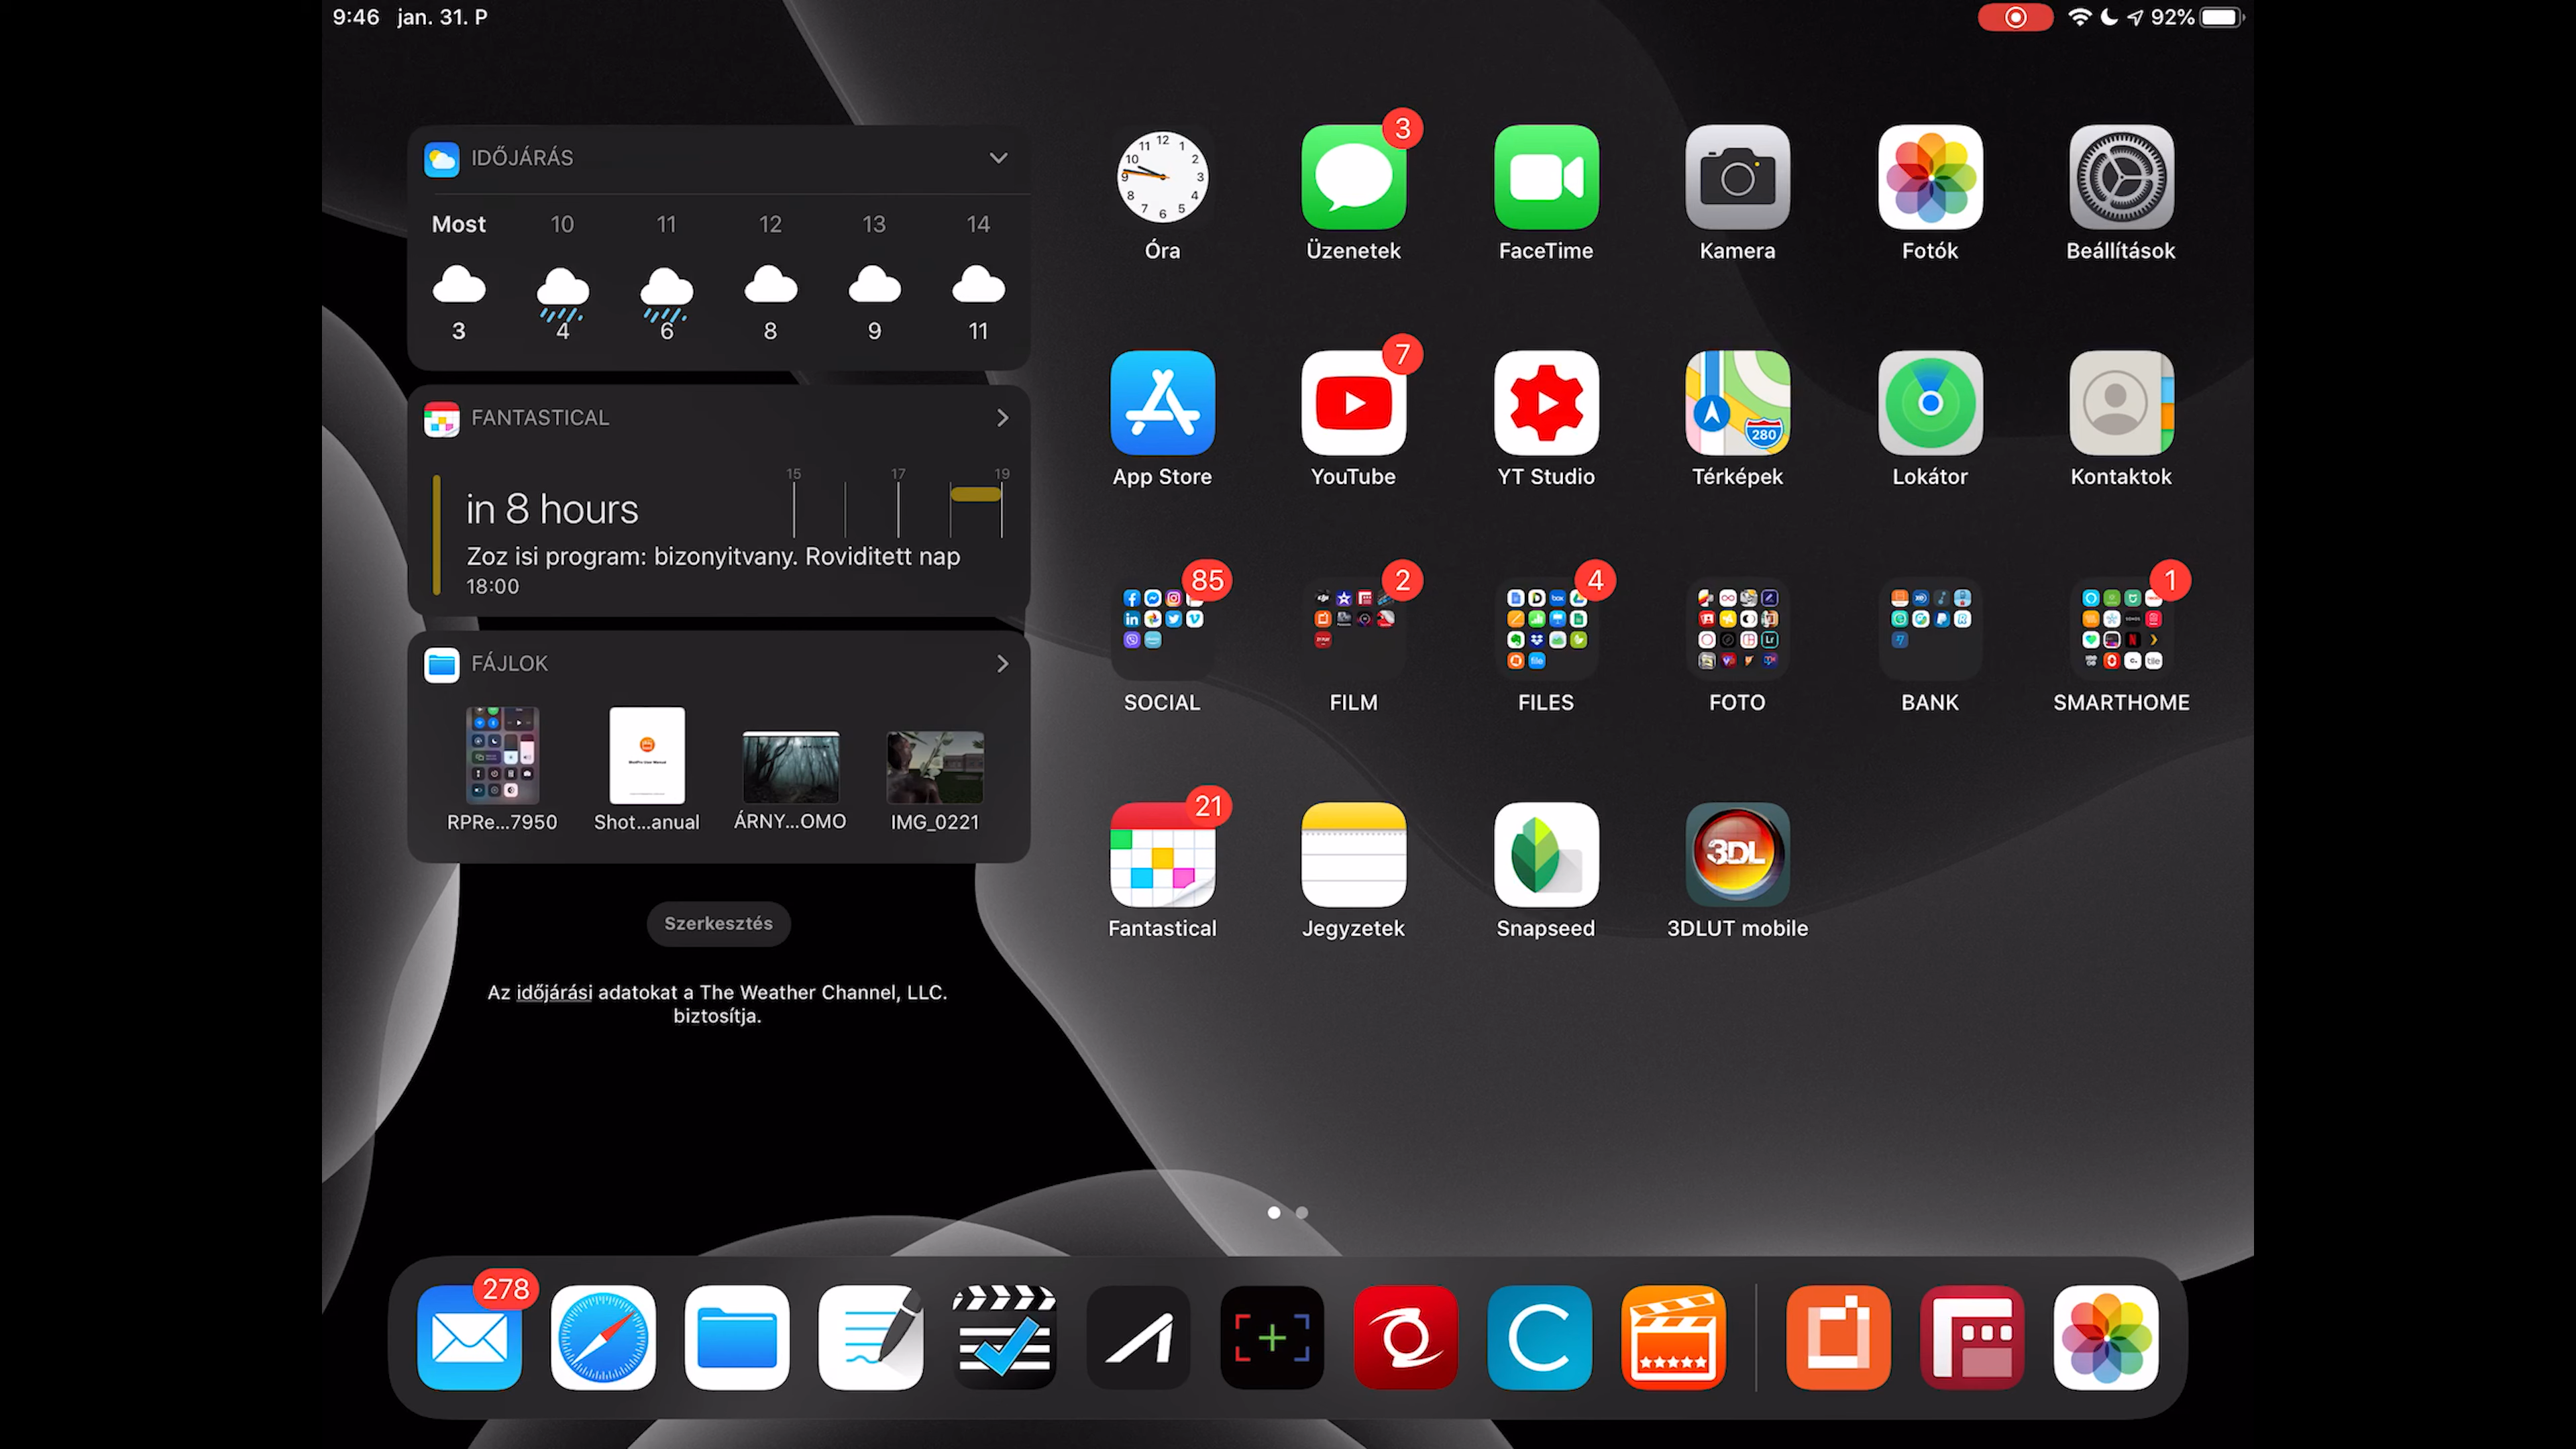 9:46 jan. 31. P
92%
IDŐJÁRÁS
Most 10 11 12 13 14
3 4 6 8 9 11
FANTASTICAL
15 17 19
in 8 hours
Zoz isi program: bizonyitvany. Roviditett nap
18:00
FÁJLOK
RPRe...7950 Shot...anual ÁRNY...OMO IMG_0221
Szerkesztés
Az időjárási adatokat a The Weather Channel, LLC.
biztosítja.
3
Óra Üzenetek FaceTime Kamera Fotók Beállítások
7
280
App Store YouTube YT Studio Térképek Lokátor Kontaktok
85 2 4 1
SOCIAL FILM FILES FOTO BANK SMARTHOME
21
3DL
Fantastical Jegyzetek Snapseed 3DLUT mobile
278